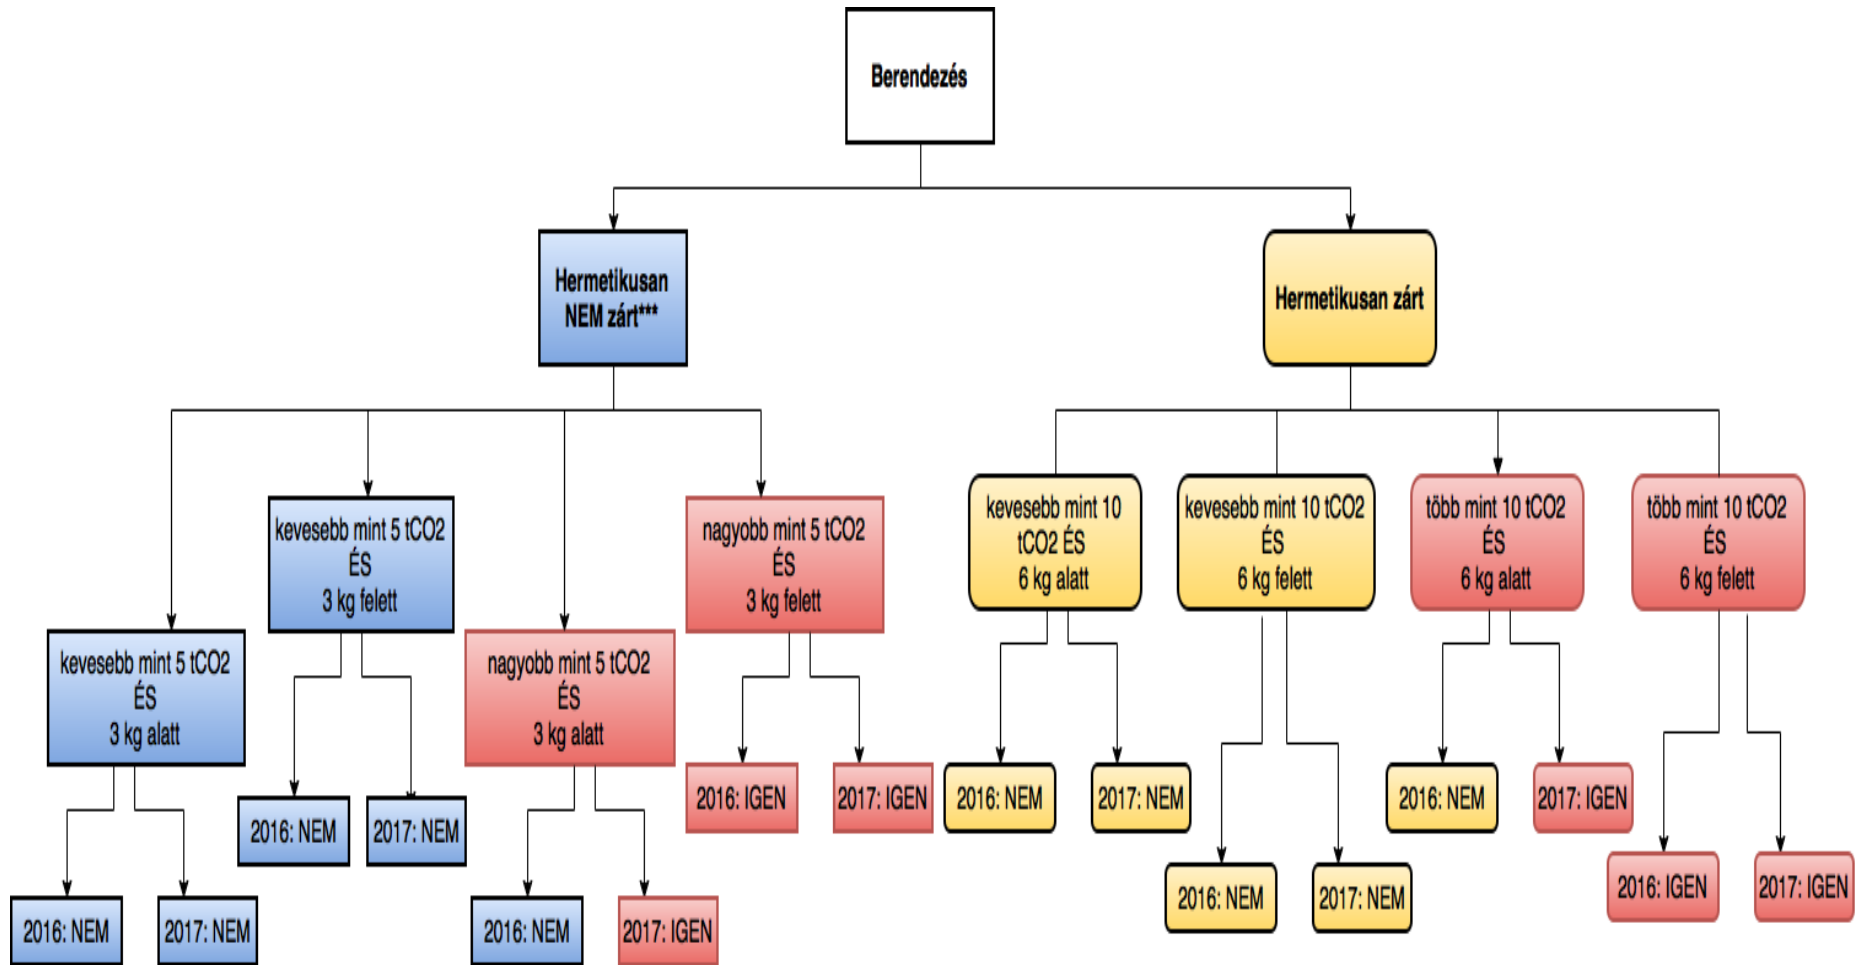 Berendezés
Hermetikusan
NEM zárt***
Hermetikusan zárt
kevesebb mint 5 tCO2
ÉS
3 kg alatt
kevesebb mint 5 tCO2
ÉS
3 kg felett
nagyobb mint 5 tCO2
ÉS
3 kg alatt
nagyobb mint 5 tCO2
ÉS
3 kg felett
kevesebb mint 10
tCO2 ÉS
6 kg alatt
kevesebb mint 10 tCO2
ÉS
6 kg felett
több mint 10 tCO2
ÉS
6 kg alatt
több mint 10 tCO2
ÉS
6 kg felett
2016: NEM
2017: NEM
2016: NEM
2017: NEM
2016: NEM
2017: IGEN
2016: IGEN
2017: IGEN
2016: NEM
2017: NEM
2016: NEM
2017: NEM
2016: NEM
2017: IGEN
2016: IGEN
2017: IGEN